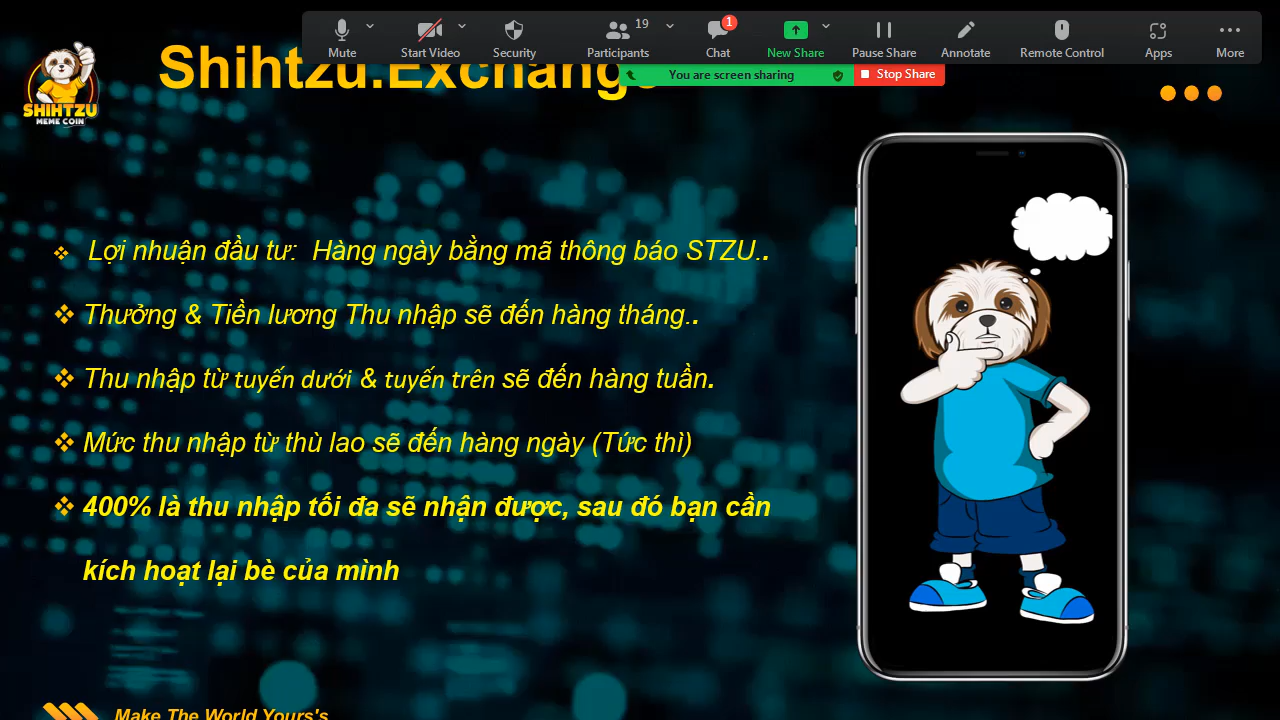 Mute
Start Video
Security
Participants
19
Chat
1
New Share
Pause Share
Annotate
Remote Control
Apps
More
You are screen sharing
Stop Share
Shihtzu.Exchange
SHIHTZU
MEME COIN
Lợi nhuận đầu tư: Hàng ngày bằng mã thông báo STZU..
Thưởng & Tiền lương Thu nhập sẽ đến hàng tháng..
Thu nhập từ tuyến dưới & tuyến trên sẽ đến hàng tuần.
Mức thu nhập từ thù lao sẽ đến hàng ngày (Tức thì)
400% là thu nhập tối đa sẽ nhận được, sau đó bạn cần
kích hoạt lại bè của mình
Make The World Yours's